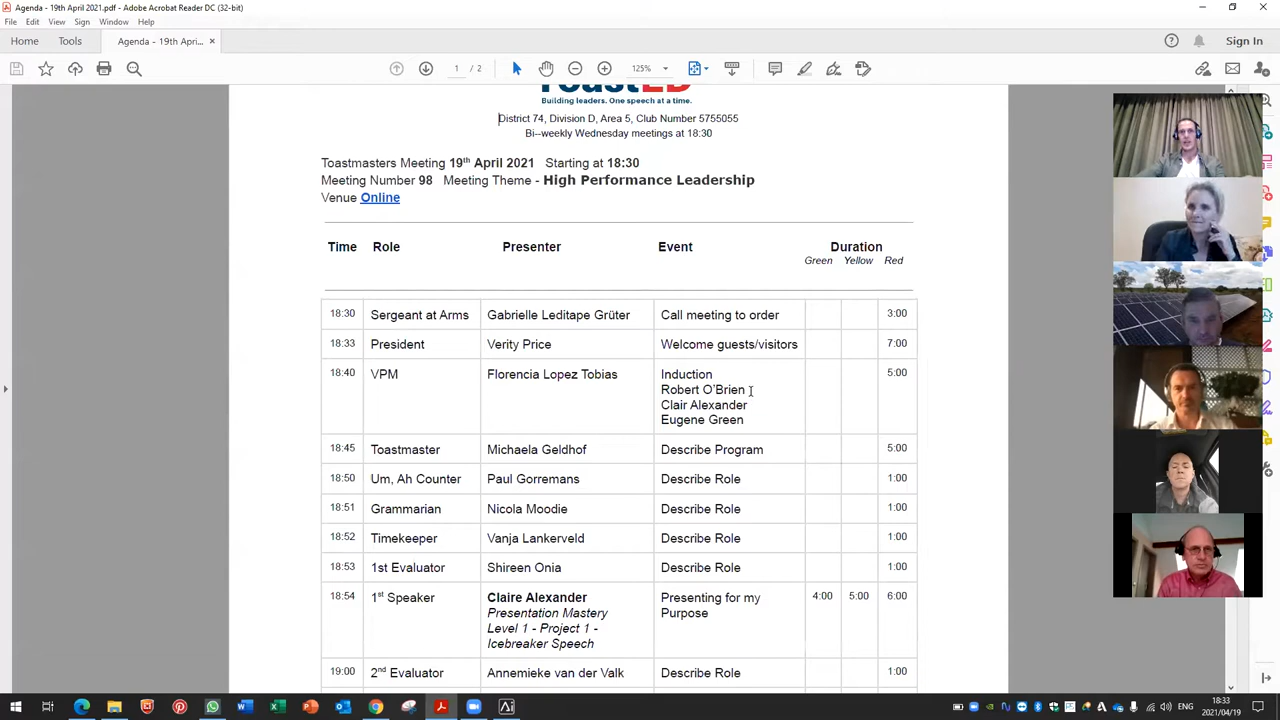 Agenda - 19th April 2021.pdf - Adobe Acrobat Reader DC (32-bit)
File Edit View Sign Window Help
Home Tools Agenda - 19th Apri... × Sign In
1 / 2 125%
ToastED
Building leaders. One speech at a time.
District 74, Division D, Area 5, Club Number 5755055
Bi--weekly Wednesday meetings at 18:30
Toastmasters Meeting 19th April 2021 Starting at 18:30
Meeting Number 98 Meeting Theme - High Performance Leadership
Venue Online
Time Role Presenter Event Duration
Green Yellow Red
18:30 Sergeant at Arms Gabrielle Leditape Grüter Call meeting to order 3:00
18:33 President Verity Price Welcome guests/visitors 7:00
18:40 VPM Florencia Lopez Tobias Induction 5:00
Robert O'Brien
Clair Alexander
Eugene Green
18:45 Toastmaster Michaela Geldhof Describe Program 5:00
18:50 Um, Ah Counter Paul Gorremans Describe Role 1:00
18:51 Grammarian Nicola Moodie Describe Role 1:00
18:52 Timekeeper Vanja Lankerveld Describe Role 1:00
18:53 1st Evaluator Shireen Onia Describe Role 1:00
18:54 1st Speaker Claire Alexander Presenting for my 4:00 5:00 6:00
Presentation Mastery Purpose
Level 1 - Project 1 -
Icebreaker Speech
19:00 2nd Evaluator Annemieke van der Valk Describe Role 1:00
ENG 18:33
2021/04/19